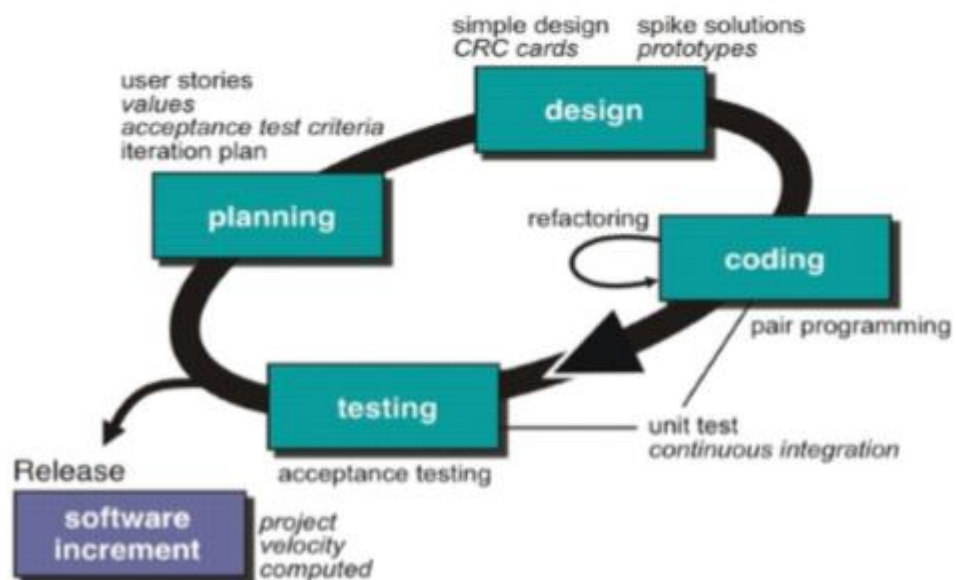 simple design
CRC cards
spike solutions
prototypes
user stories
values
acceptance test criteria
iteration plan
design
planning
refactoring
coding
pair programming
testing
unit test
continuous integration
acceptance testing
Release
software
increment
project
velocity
computed